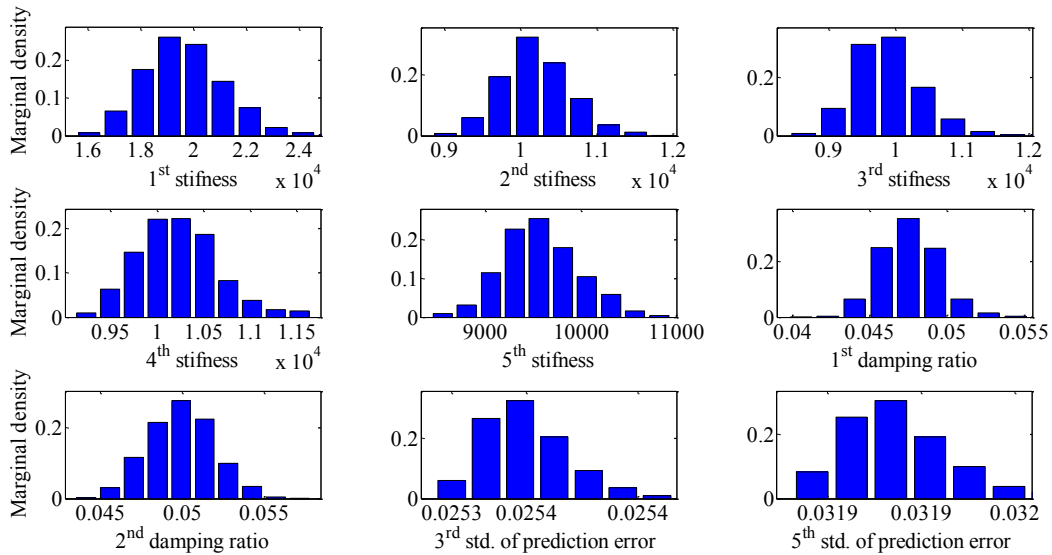 Marginal density
0.2
0.1
0
1.6 1.8 2 2.2 2.4
1st stifness
x 10^4
0.2
0
0.9 1 1.1 1.2
2nd stifness
x 10^4
0.2
0
0.9 1 1.1 1.2
3rd stifness
x 10^4
Marginal density
0.2
0.1
0
0.95 1 1.05 1.1 1.15
4th stifness
x 10^4
0.2
0
9000 10000 11000
5th stifness
0.2
0
0.04 0.045 0.05 0.055
1st damping ratio
Marginal density
0.2
0
0.045 0.05 0.055
2nd damping ratio
0.2
0
0.0253 0.0254 0.0254
3rd std. of prediction error
0.2
0
0.0319 0.0319 0.032
5th std. of prediction error